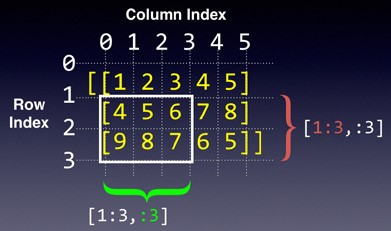 Column Index
0 1 2 3 4 5
0
[[1 2 3 4 5]
1
Row
Index
[4 5 6 7 8]
[1:3,:3]
2
[9 8 7 6 5]]
3
[1:3,:3]